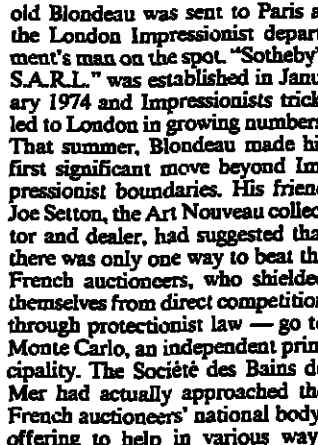 old Blondeau was sent to Paris a
the London Impressionist depart
ment's man on the spot. "Sotheby'
S.A.R.L." was established in Janu
ary 1974 and Impressionists trick
led to London in growing numbers
That summer, Blondeau made hi
first significant move beyond Im
pressionist boundaries. His frien
Joe Setton, the Art Nouveau collec
tor and dealer, had suggested tha
there was only one way to beat th
French auctioneers, who shielde
themselves from direct competitio
through protectionist law — go t
Monte Carlo, an independent prin
cipality. The Société des Bains d
Mer had actually approached th
French auctioneers' national body
offering to help in various way